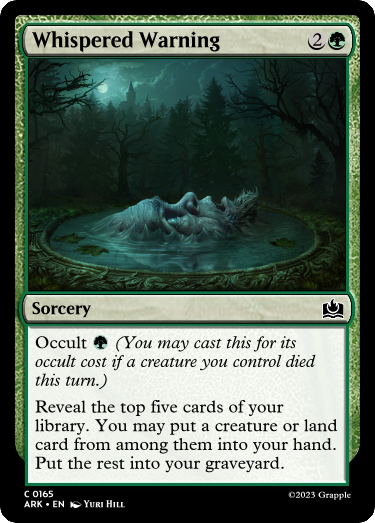 Whispered Warning 2
Sorcery
Occult (You may cast this for its
occult cost if a creature you control died
this turn.)
Reveal the top five cards of your
library. You may put a creature or land
card from among them into your hand.
Put the rest into your graveyard.
C 0165
ARK • EN Yuri Hill
©2023 Grapple